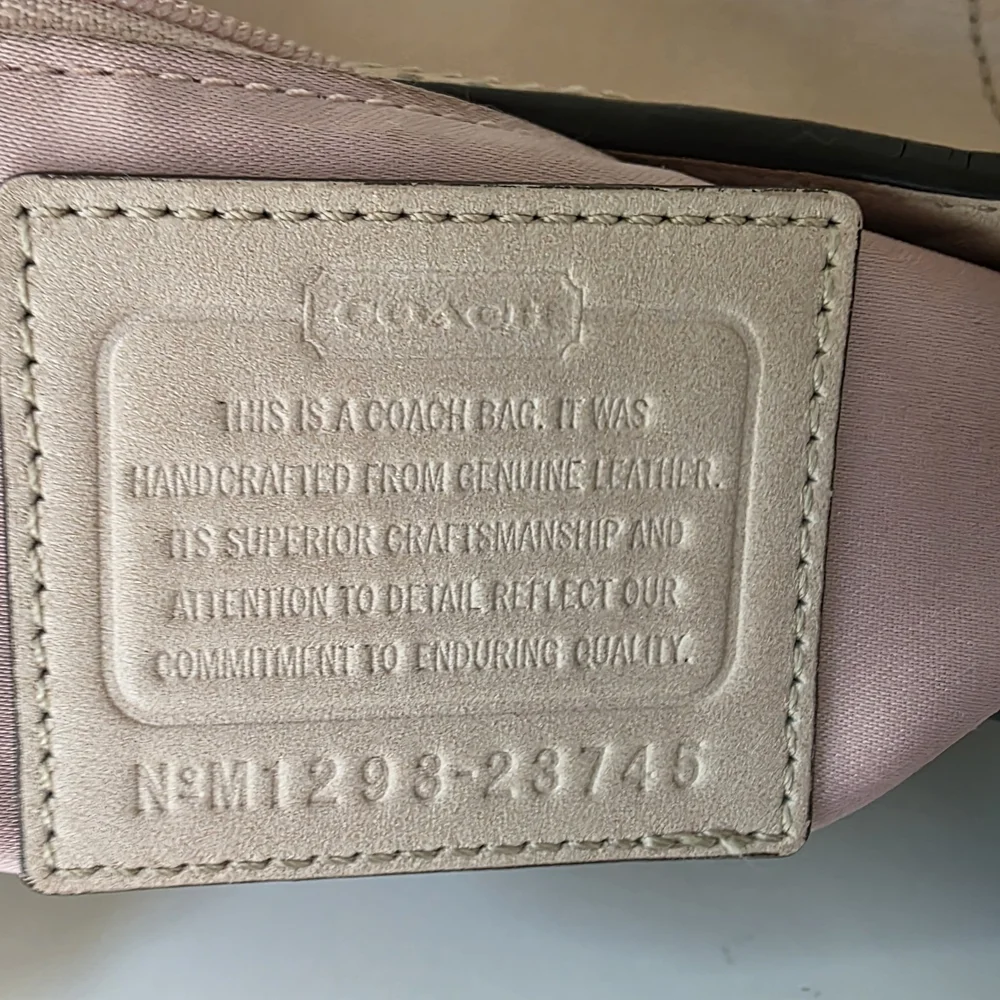 COACH
THIS IS A COACH BAG. IT WAS
HANDCRAFTED FROM GENUINE LEATHER.
ITS SUPERIOR CRAFTSMANSHIP AND
ATTENTION TO DETAIL REFLECT OUR
COMMITMENT TO ENDURING QUALITY.
NºM1293-23745